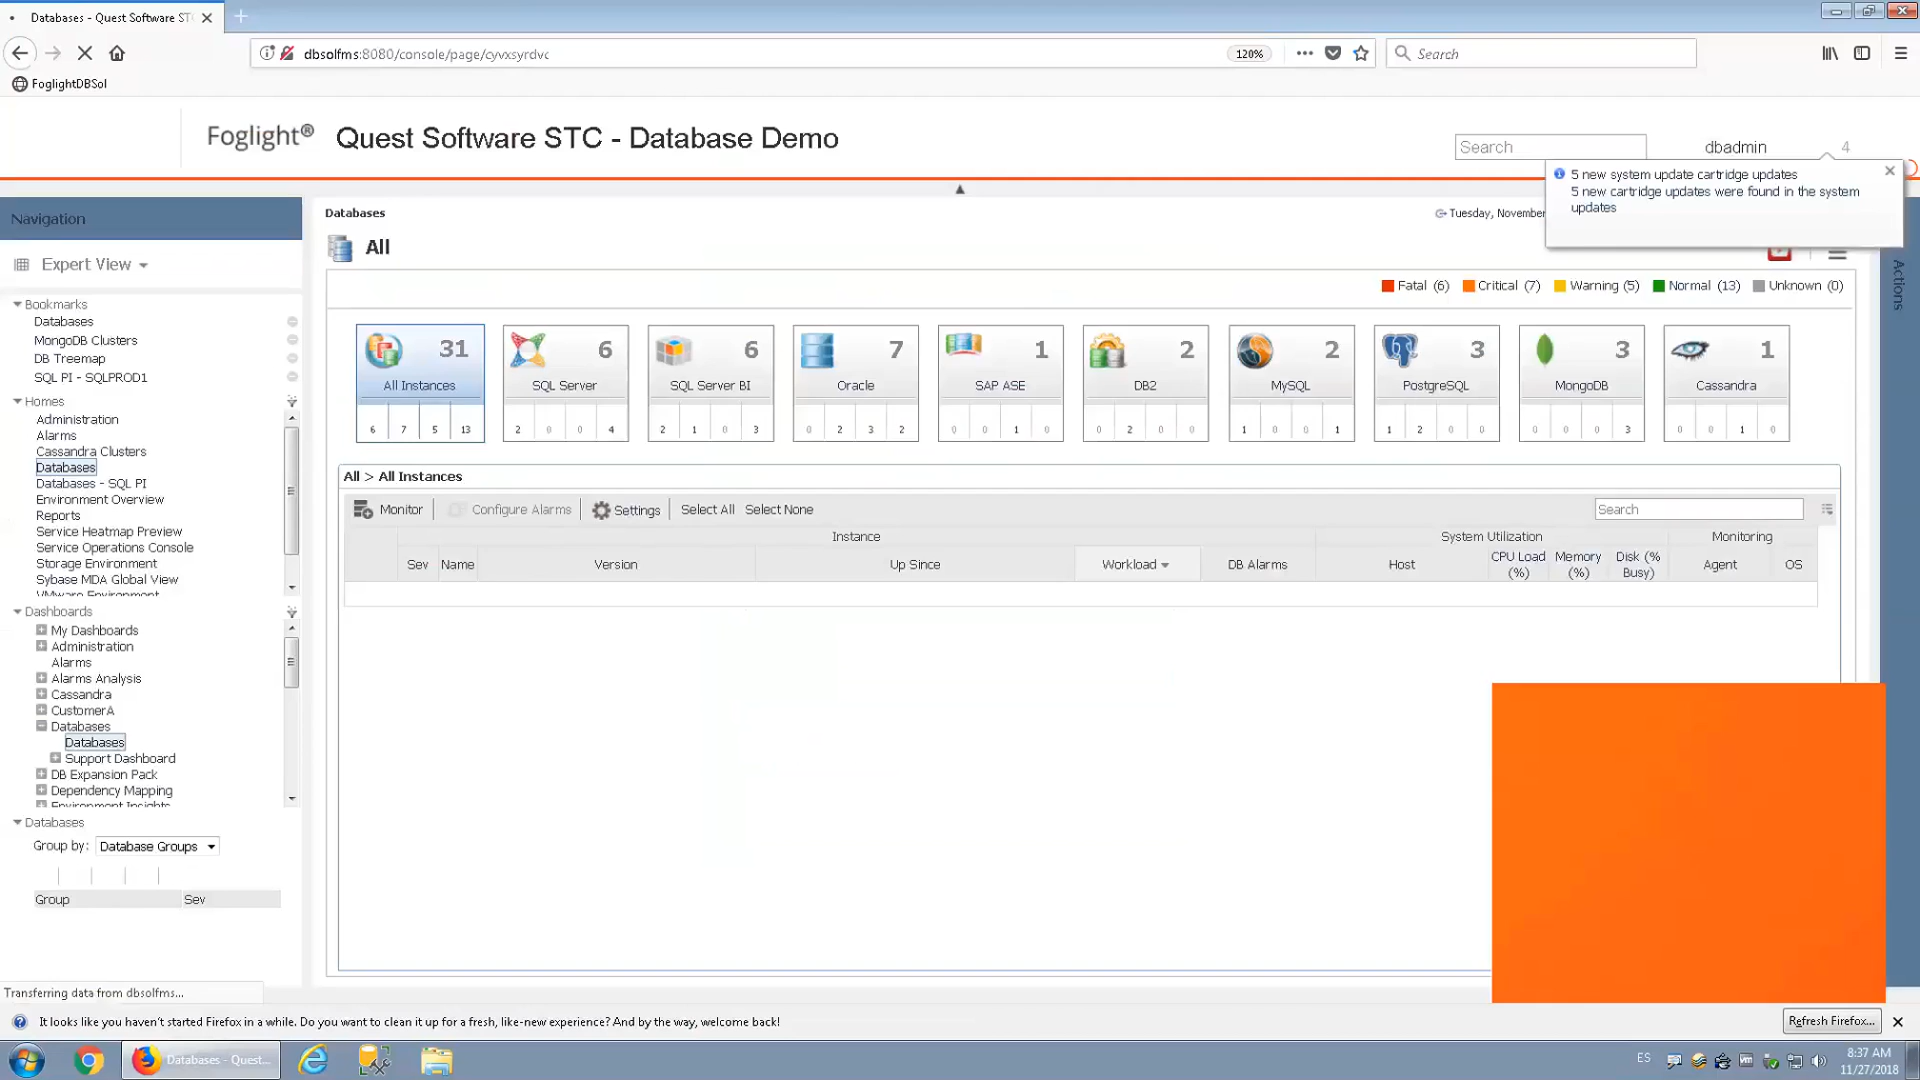 Databases - Quest Software ST
dbsolfms:8080/console/page/cyvxsyrdvc
120%
Search
FoglightDBSol
Foglight® Quest Software STC - Database Demo
Search
dbadmin
4
5 new system update cartridge updates
5 new cartridge updates were found in the system
updates
Navigation
Expert View
Bookmarks
Databases
MongoDB Clusters
DB Treemap
SQL PI - SQLPROD1
Homes
Administration
Alarms
Cassandra Clusters
Databases
Databases - SQL PI
Environment Overview
Reports
Service Heatmap Preview
Service Operations Console
Storage Environment
Sybase MDA Global View
VMware Environment
Dashboards
My Dashboards
Administration
Alarms
Alarms Analysis
Cassandra
CustomerA
Databases
Databases
Support Dashboard
DB Expansion Pack
Dependency Mapping
Environment Insights
Databases
Group by: Database Groups
Group Sev
Databases
Tuesday, November
All
Fatal (6) Critical (7) Warning (5) Normal (13) Unknown (0)
31 6 6 7 1 2 2 3 3 1
All Instances SQL Server SQL Server BI Oracle SAP ASE DB2 MySQL PostgreSQL MongoDB Cassandra
6 7 5 13 2 0 0 4 2 1 0 3 0 2 3 2 0 0 1 0 0 2 0 0 1 0 0 1 1 2 0 0 0 0 0 3 0 0 1 0
All > All Instances
Monitor Configure Alarms Settings Select All Select None Search
Instance System Utilization Monitoring
Sev Name Version Up Since Workload DB Alarms Host CPU Load (%) Memory (%) Disk (% Busy) Agent OS
Actions
Transferring data from dbsolfms...
It looks like you haven't started Firefox in a while. Do you want to clean it up for a fresh, like-new experience? And by the way, welcome back!
Refresh Firefox...
Databases - Quest...
ES
8:37 AM
11/27/2018